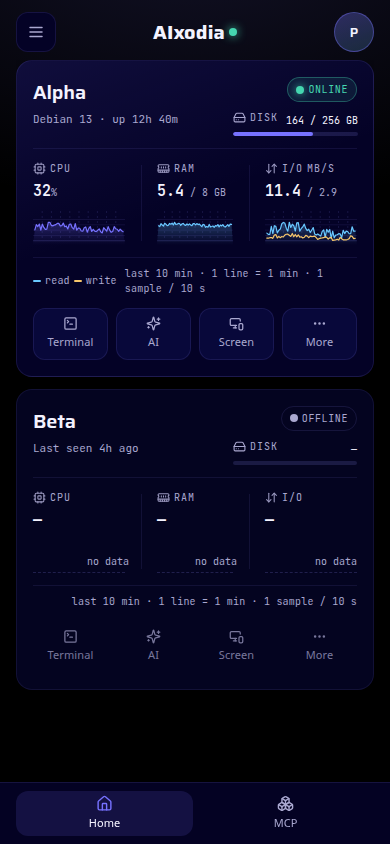 AIxodia
P
Alpha
ONLINE
Debian 13 · up 12h 40m
DISK 164 / 256 GB
CPU
RAM
I/O MB/S
32%
5.4 / 8 GB
11.4 / 2.9
read write last 10 min · 1 line = 1 min · 1
sample / 10 s
Terminal
AI
Screen
More
Beta
OFFLINE
Last seen 4h ago
DISK —
CPU
RAM
I/O
—
—
—
no data
no data
no data
last 10 min · 1 line = 1 min · 1 sample / 10 s
Terminal
AI
Screen
More
Home
MCP